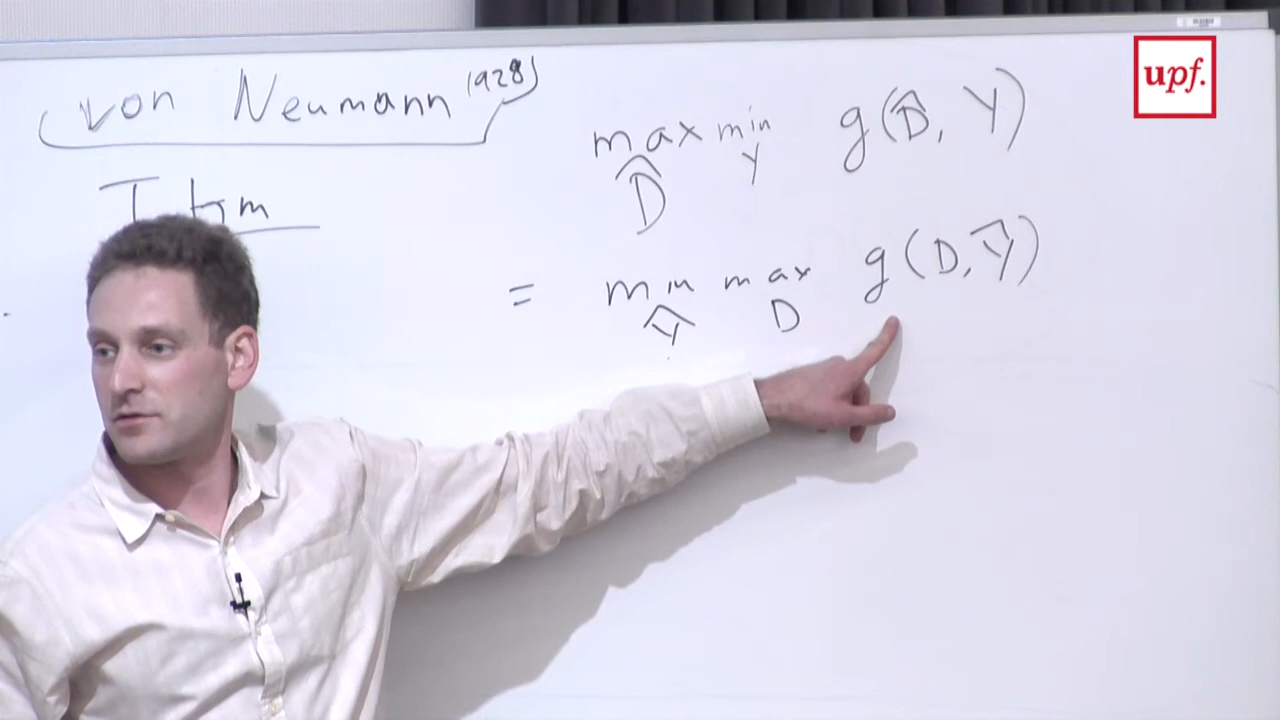 von Neumann (1928)
Thm
max min g(D̂, Y)
D̂ Y
= min max g(D, Ŷ)
Ŷ D
upf.